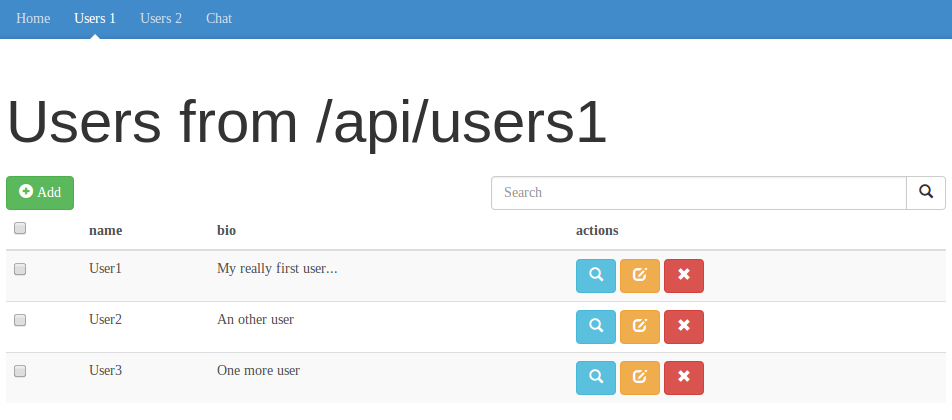 Home Users 1 Users 2 Chat
Users from /api/users1
Add Search
name bio actions
User1 My really first user...
User2 An other user
User3 One more user